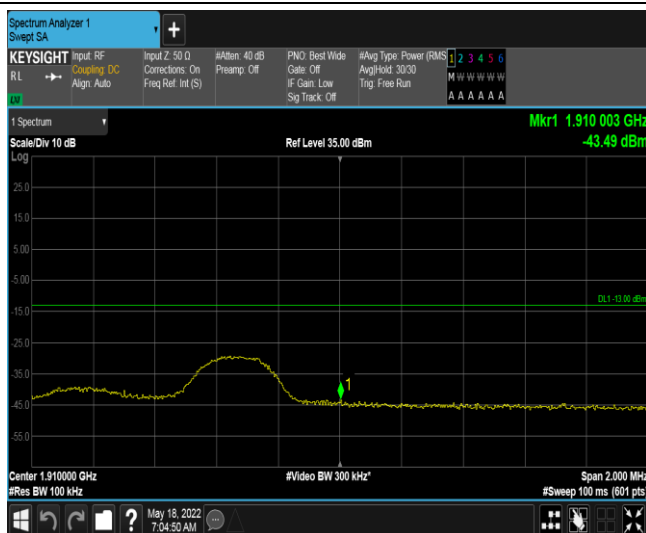 Spectrum Analyzer 1
Swept SA
+
KEYSIGHT
RL
LNI
Input: RF
Coupling: DC
Align: Auto
Input Z: 50 Ω
Corrections: On
Freq Ref: Int (S)
#Atten: 40 dB
Preamp: Off
PNO: Best Wide
Gate: Off
IF Gain: Low
Sig Track: Off
#Avg Type: Power (RMS
Avg|Hold: 30/30
Trig: Free Run
1 2 3 4 5 6
M W W W W W
A A A A A A
1 Spectrum
Mkr1 1.910 003 GHz
Scale/Div 10 dB
Ref Level 35.00 dBm
-43.49 dBm
Log
25.0
15.0
5.00
-5.00
DL1 -13.00 dBm
-15.0
-25.0
-35.0
1
-45.0
-55.0
Center 1.910000 GHz
#Video BW 300 kHz*
Span 2.000 MHz
#Res BW 100 kHz
#Sweep 100 ms (601 pts)
?
May 18, 2022
7:04:50 AM